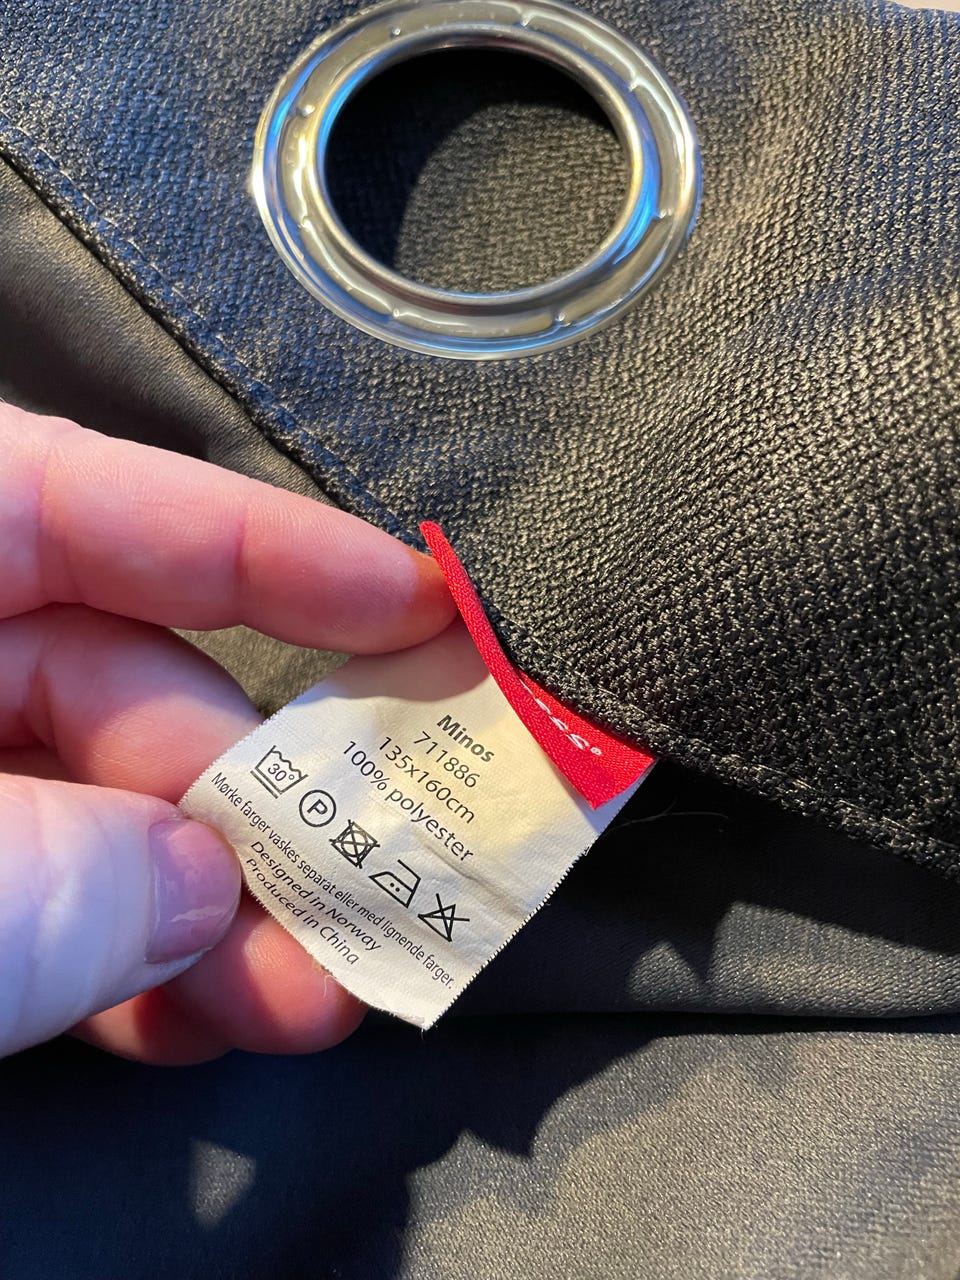 Minos
711886
135x160cm
100% polyester
30°
P
Mørke farger vaskes separat eller med lignende farger.
Designed in Norway
Produced in China